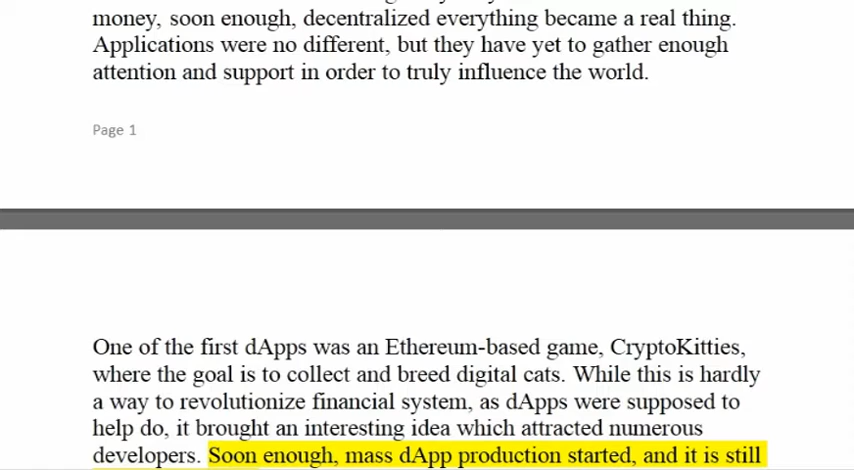 money, soon enough, decentralized everything became a real thing.
Applications were no different, but they have yet to gather enough
attention and support in order to truly influence the world.
Page 1
One of the first dApps was an Ethereum-based game, CryptoKitties,
where the goal is to collect and breed digital cats. While this is hardly
a way to revolutionize financial system, as dApps were supposed to
help do, it brought an interesting idea which attracted numerous
developers. Soon enough, mass dApp production started, and it is still